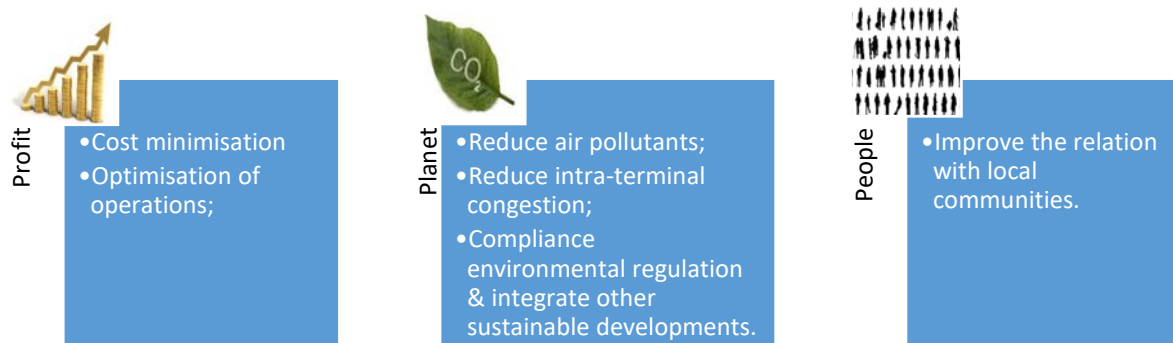 Profit
•Cost minimisation
•Optimisation of
operations;
CO2
Planet
•Reduce air pollutants;
•Reduce intra-terminal
congestion;
•Compliance
environmental regulation
& integrate other
sustainable developments.
People
•Improve the relation
with local
communities.